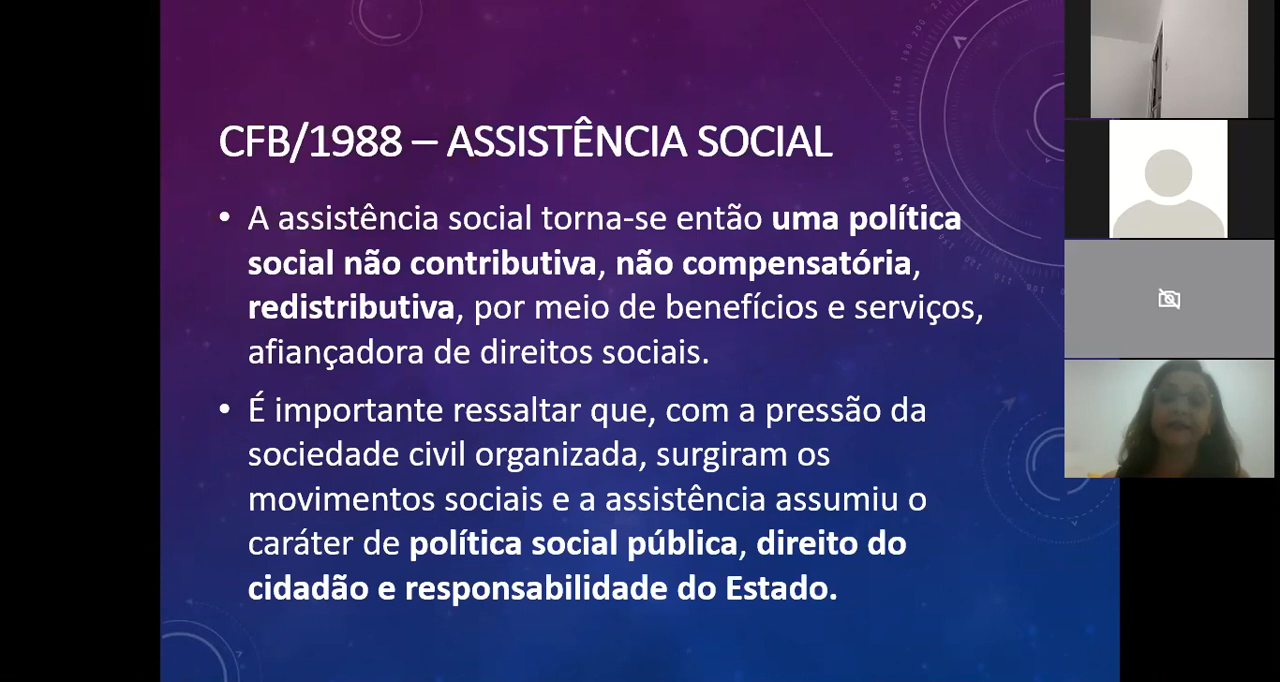 CFB/1988 – ASSISTÊNCIA SOCIAL
• A assistência social torna-se então uma política
social não contributiva, não compensatória,
redistributiva, por meio de benefícios e serviços,
afiançadora de direitos sociais.
• É importante ressaltar que, com a pressão da
sociedade civil organizada, surgiram os
movimentos sociais e a assistência assumiu o
caráter de política social pública, direito do
cidadão e responsabilidade do Estado.